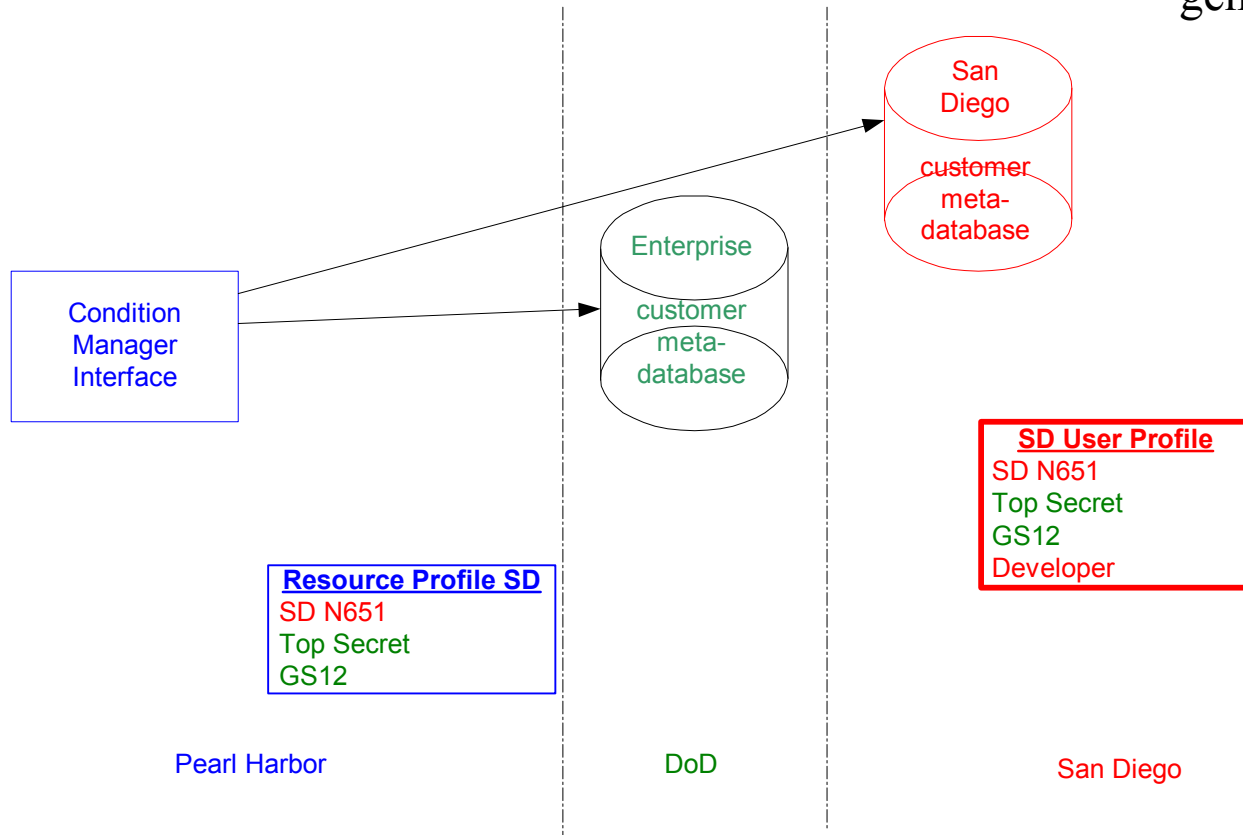 San
Diego
customer
meta-
database
Enterprise
customer
meta-
database
Condition
Manager
Interface
SD User Profile
SD N651
Top Secret
GS12
Developer
Resource Profile SD
SD N651
Top Secret
GS12
Pearl Harbor
DoD
San Diego